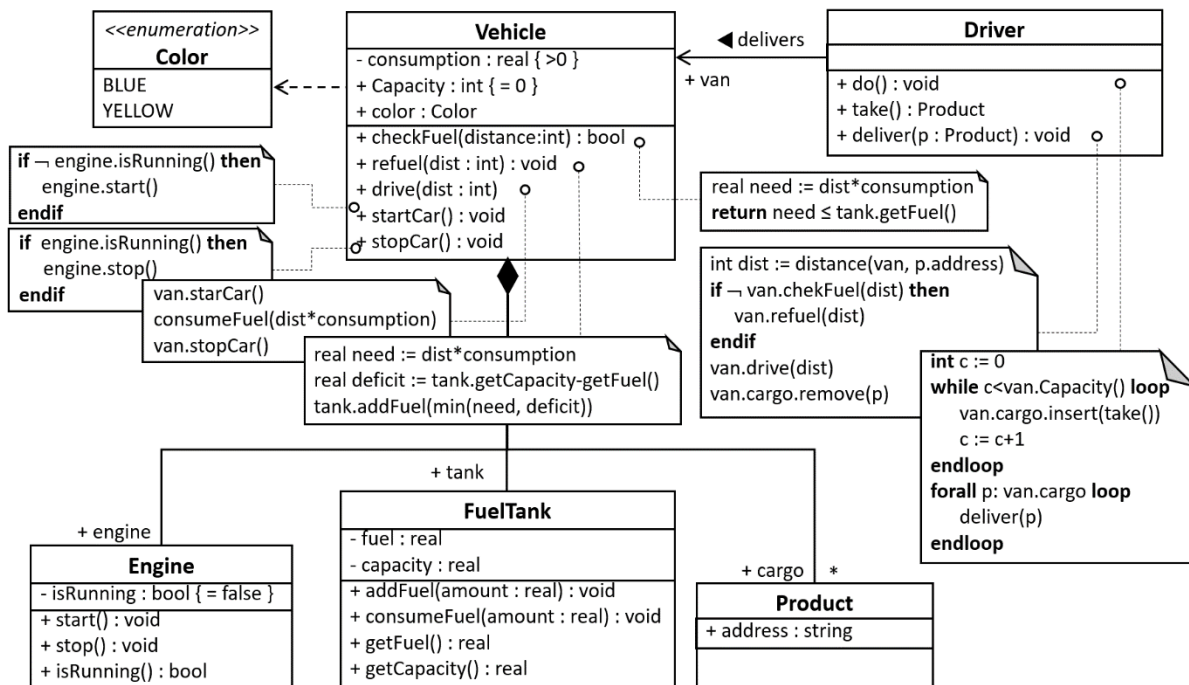 <<enumeration>>
Color
BLUE
YELLOW
Vehicle
- consumption : real { >0 }
+ Capacity : int { = 0 }
+ color : Color
+ checkFuel(distance:int) : bool
+ refuel(dist : int) : void
+ drive(dist : int)
+ startCar() : void
+ stopCar() : void
◀ delivers
+ van
Driver
+ do() : void
+ take() : Product
+ deliver(p : Product) : void
if ¬ engine.isRunning() then
engine.start()
endif
if engine.isRunning() then
engine.stop()
endif
van.starCar()
consumeFuel(dist*consumption)
van.stopCar()
real need := dist*consumption
real deficit := tank.getCapacity-getFuel()
tank.addFuel(min(need, deficit))
real need := dist*consumption
return need ≤ tank.getFuel()
int dist := distance(van, p.address)
if ¬ van.chekFuel(dist) then
van.refuel(dist)
endif
van.drive(dist)
van.cargo.remove(p)
int c := 0
while c<van.Capacity() loop
van.cargo.insert(take())
c := c+1
endloop
forall p: van.cargo loop
deliver(p)
endloop
+ engine
Engine
- isRunning : bool { = false }
+ start() : void
+ stop() : void
+ isRunning() : bool
+ tank
FuelTank
- fuel : real
- capacity : real
+ addFuel(amount : real) : void
+ consumeFuel(amount : real) : void
+ getFuel() : real
+ getCapacity() : real
+ cargo *
Product
+ address : string